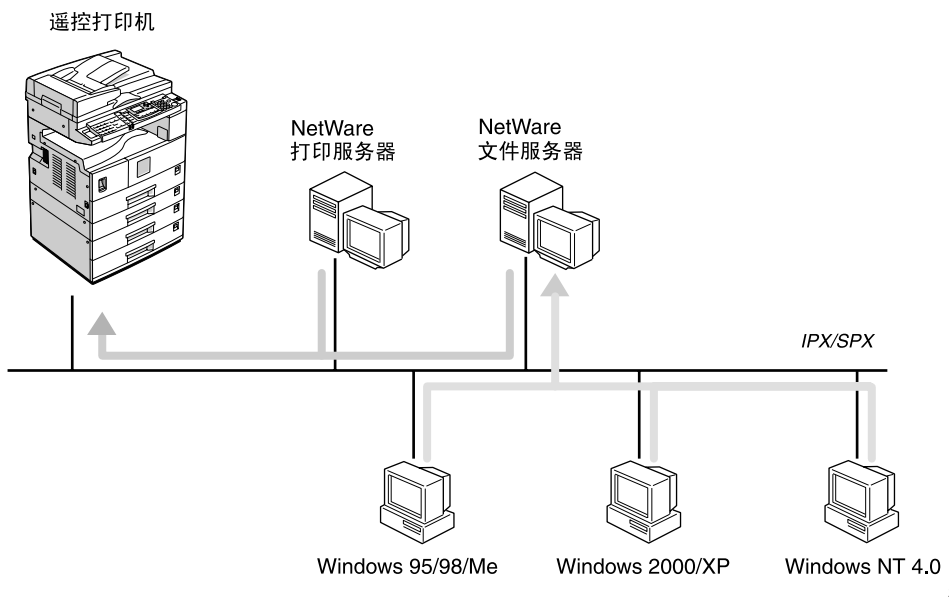 遥控打印机
NetWare
打印服务器
NetWare
文件服务器
IPX/SPX
Windows 95/98/Me
Windows 2000/XP
Windows NT 4.0